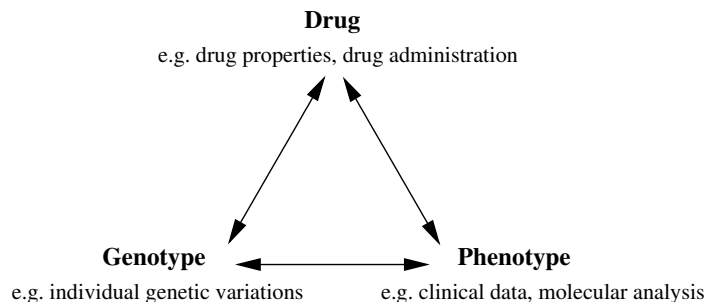 Drug
e.g. drug properties, drug administration
Genotype
e.g. individual genetic variations
Phenotype
e.g. clinical data, molecular analysis